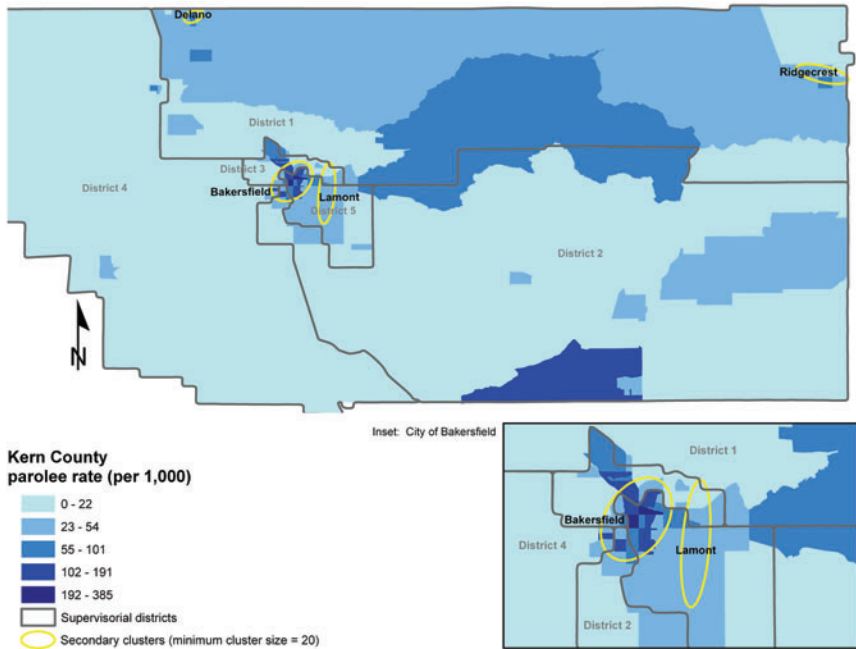 Delano
Ridgecrest
District 1
District 3
District 4
Bakersfield
Lamont
District 5
District 2
N
Inset: City of Bakersfield
Kern County
parolee rate (per 1,000)
0 - 22
23 - 54
55 - 101
102 - 191
192 - 385
Supervisorial districts
Secondary clusters (minimum cluster size = 20)
District 1
Bakersfield
District 4
Lamont
District 2